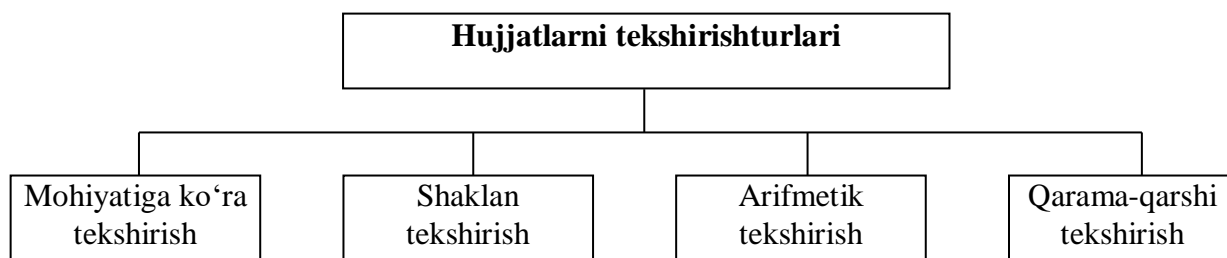 Hujjatlarni tekshirishturlari
Mohiyatiga ko‘ra
tekshirish
Shaklan
tekshirish
Arifmetik
tekshirish
Qarama-qarshi
tekshirish